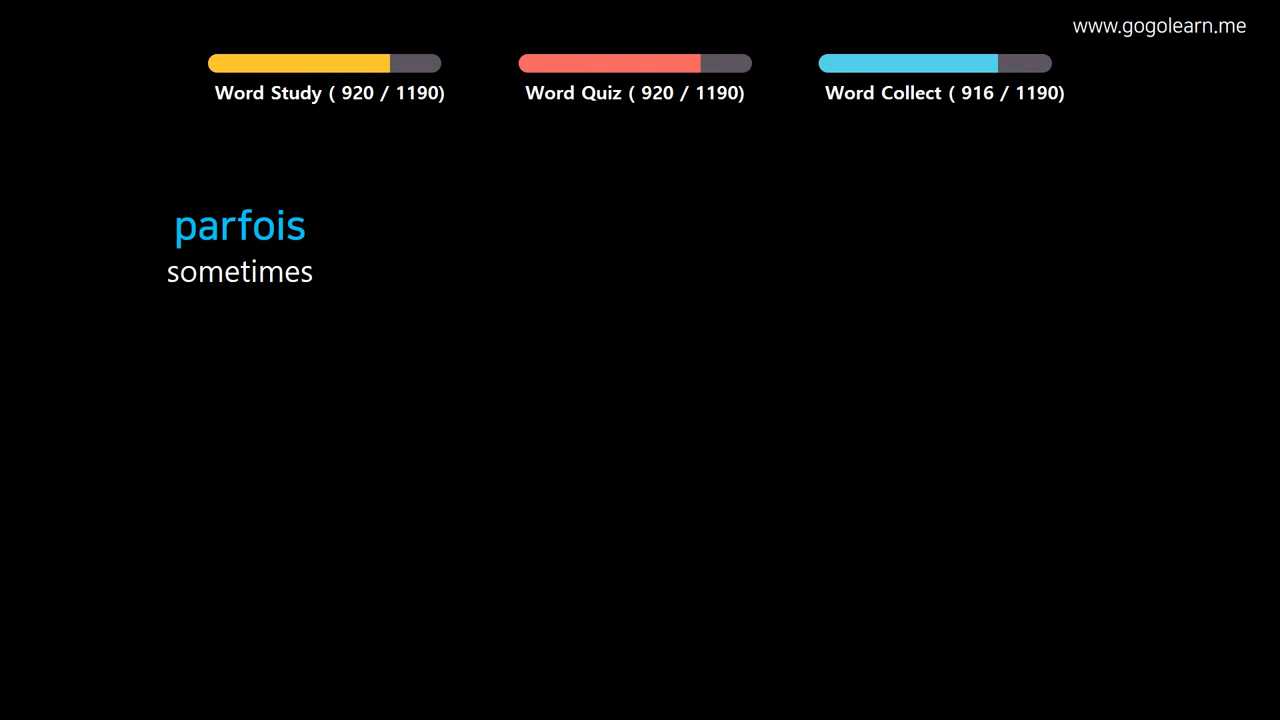 www.gogolearn.me
Word Study ( 920 / 1190)
Word Quiz ( 920 / 1190)
Word Collect ( 916 / 1190)
parfois
sometimes